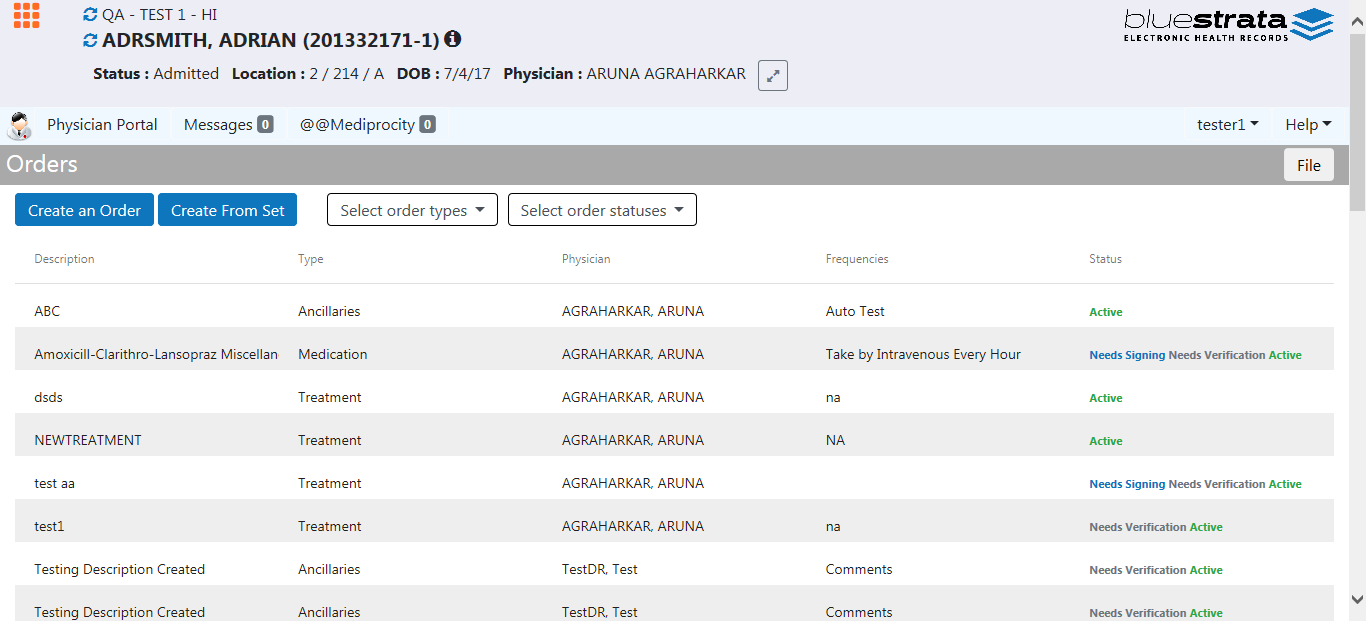 QA - TEST 1 - HI
ADRSMITH, ADRIAN (201332171-1)
Status : Admitted Location : 2 / 214 / A DOB : 7/4/17 Physician : ARUNA AGRAHARKAR
bluestrata
ELECTRONIC HEALTH RECORDS
Physician Portal Messages 0 @@Mediprocity 0 tester1 Help
Orders File
Create an Order Create From Set Select order types Select order statuses
Description Type Physician Frequencies Status
ABC Ancillaries AGRAHARKAR, ARUNA Auto Test Active
Amoxicill-Clarithro-Lansopraz Miscellan Medication AGRAHARKAR, ARUNA Take by Intravenous Every Hour Needs Signing Needs Verification Active
dsds Treatment AGRAHARKAR, ARUNA na Active
NEWTREATMENT Treatment AGRAHARKAR, ARUNA NA Active
test aa Treatment AGRAHARKAR, ARUNA Needs Signing Needs Verification Active
test1 Treatment AGRAHARKAR, ARUNA na Needs Verification Active
Testing Description Created Ancillaries TestDR, Test Comments Needs Verification Active
Testing Description Created Ancillaries TestDR, Test Comments Needs Verification Active